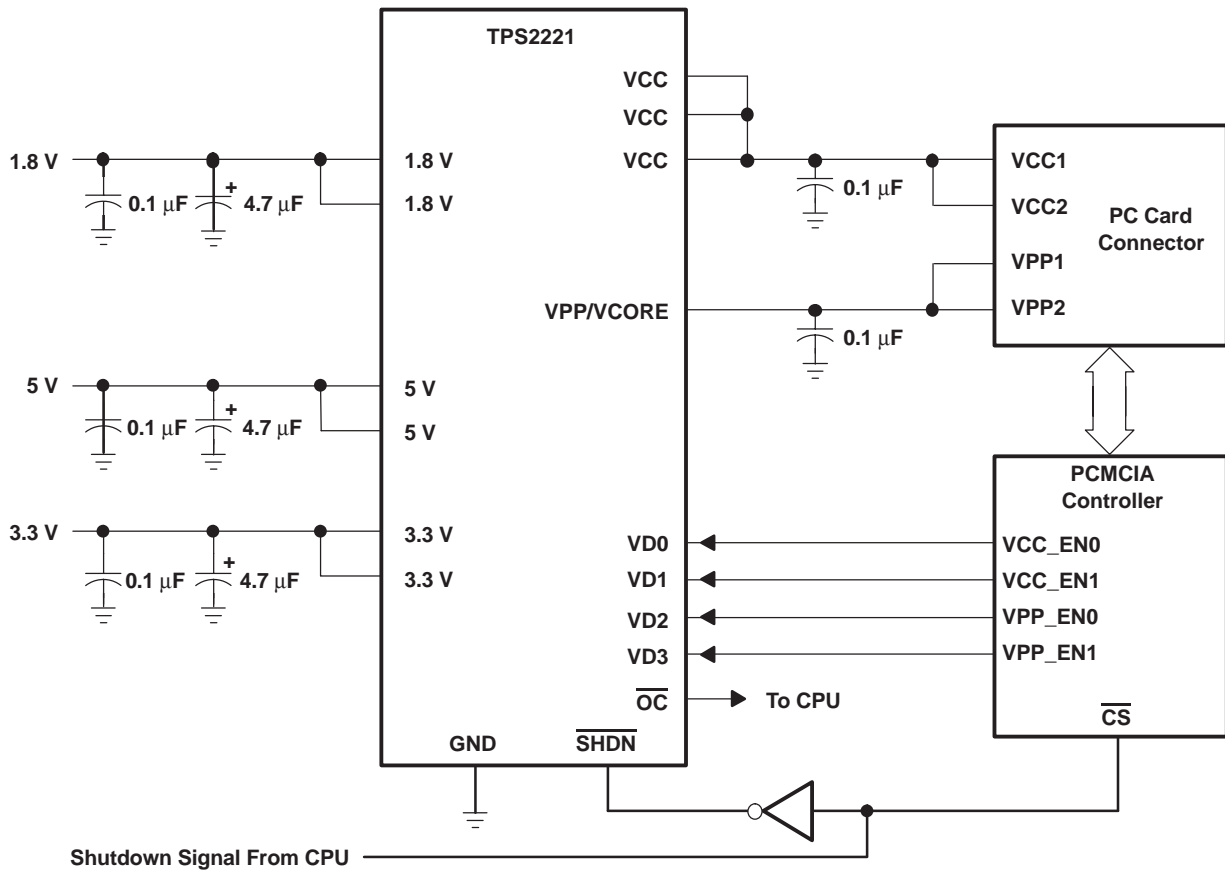 TPS2221
VCC
VCC
VCC
1.8 V
1.8 V
1.8 V
0.1 μF
+
4.7 μF
0.1 μF
VCC1
VCC2
PC Card
Connector
VPP1
VPP2
VPP/VCORE
0.1 μF
5 V
5 V
5 V
0.1 μF
+
4.7 μF
PCMCIA
Controller
3.3 V
3.3 V
3.3 V
0.1 μF
+
4.7 μF
VD0
VCC_EN0
VD1
VCC_EN1
VD2
VPP_EN0
VD3
VPP_EN1
OC
To CPU
CS
GND
SHDN
Shutdown Signal From CPU